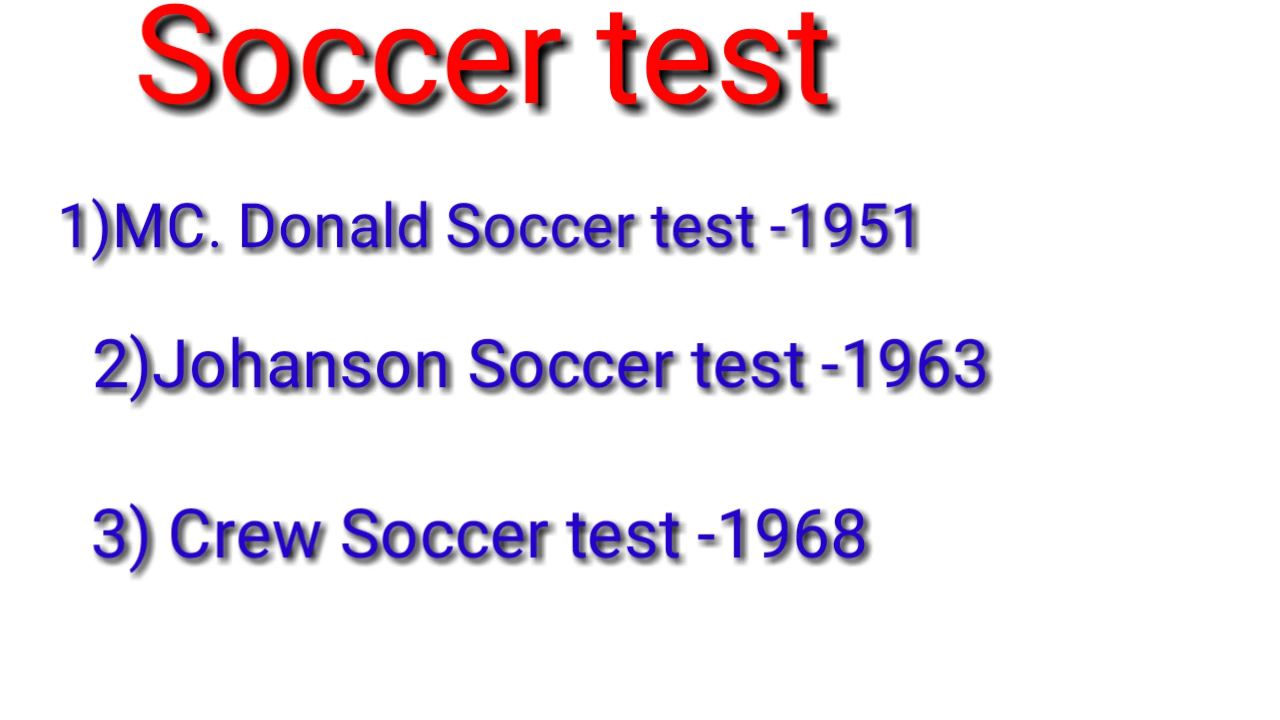 Soccer test
1)MC. Donald Soccer test -1951
2)Johanson Soccer test -1963
3) Crew Soccer test -1968